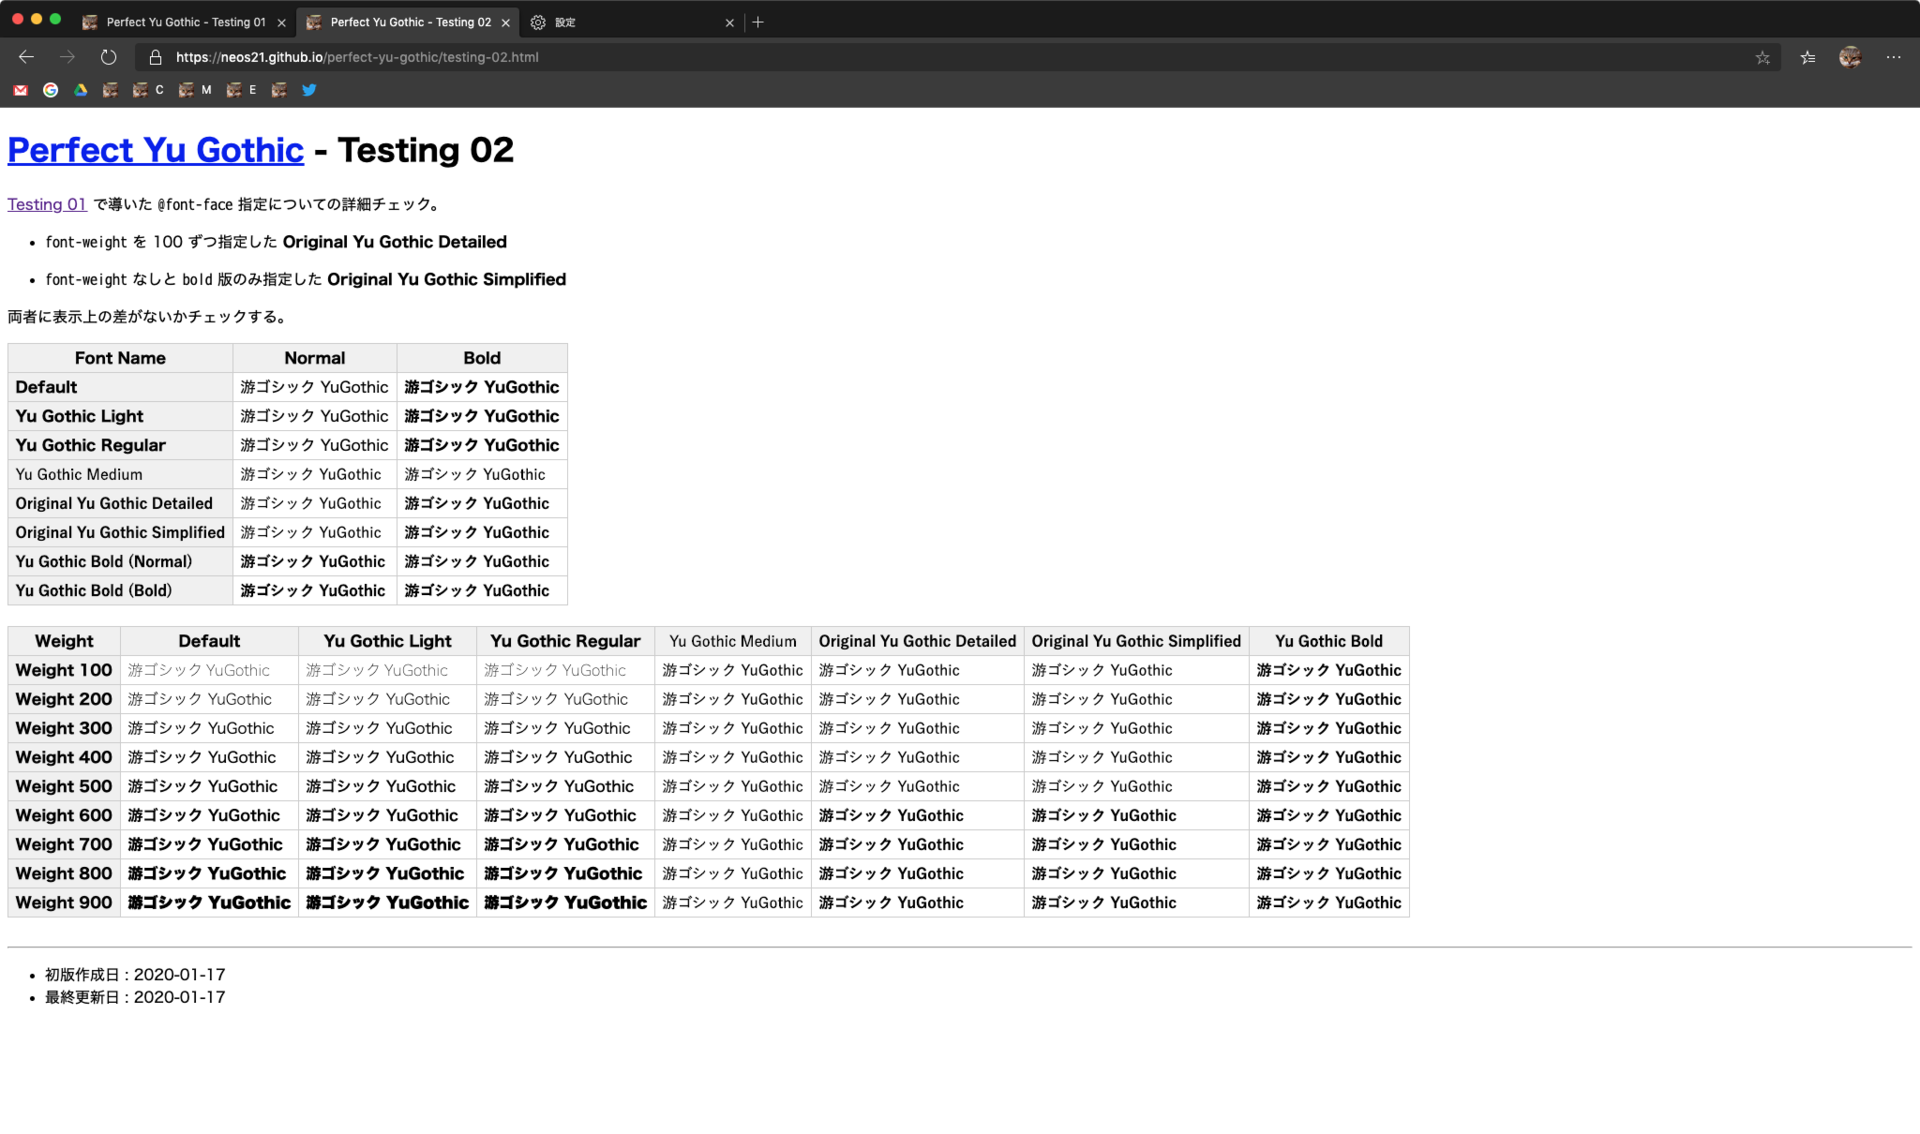 Perfect Yu Gothic - Testing 01
Perfect Yu Gothic - Testing 02
設定
https://neos21.github.io/perfect-yu-gothic/testing-02.html
C M E
Perfect Yu Gothic - Testing 02
Testing 01 で導いた @font-face 指定についての詳細チェック。
• font-weight を 100 ずつ指定した Original Yu Gothic Detailed
• font-weight なしと bold 版のみ指定した Original Yu Gothic Simplified
両者に表示上の差がないかチェックする。
Font Name Normal Bold
Default 游ゴシック YuGothic 游ゴシック YuGothic
Yu Gothic Light 游ゴシック YuGothic 游ゴシック YuGothic
Yu Gothic Regular 游ゴシック YuGothic 游ゴシック YuGothic
Yu Gothic Medium 游ゴシック YuGothic 游ゴシック YuGothic
Original Yu Gothic Detailed 游ゴシック YuGothic 游ゴシック YuGothic
Original Yu Gothic Simplified 游ゴシック YuGothic 游ゴシック YuGothic
Yu Gothic Bold (Normal) 游ゴシック YuGothic 游ゴシック YuGothic
Yu Gothic Bold (Bold) 游ゴシック YuGothic 游ゴシック YuGothic
Weight Default Yu Gothic Light Yu Gothic Regular Yu Gothic Medium Original Yu Gothic Detailed Original Yu Gothic Simplified Yu Gothic Bold
Weight 100 游ゴシック YuGothic 游ゴシック YuGothic 游ゴシック YuGothic 游ゴシック YuGothic 游ゴシック YuGothic 游ゴシック YuGothic 游ゴシック YuGothic
Weight 200 游ゴシック YuGothic 游ゴシック YuGothic 游ゴシック YuGothic 游ゴシック YuGothic 游ゴシック YuGothic 游ゴシック YuGothic 游ゴシック YuGothic
Weight 300 游ゴシック YuGothic 游ゴシック YuGothic 游ゴシック YuGothic 游ゴシック YuGothic 游ゴシック YuGothic 游ゴシック YuGothic 游ゴシック YuGothic
Weight 400 游ゴシック YuGothic 游ゴシック YuGothic 游ゴシック YuGothic 游ゴシック YuGothic 游ゴシック YuGothic 游ゴシック YuGothic 游ゴシック YuGothic
Weight 500 游ゴシック YuGothic 游ゴシック YuGothic 游ゴシック YuGothic 游ゴシック YuGothic 游ゴシック YuGothic 游ゴシック YuGothic 游ゴシック YuGothic
Weight 600 游ゴシック YuGothic 游ゴシック YuGothic 游ゴシック YuGothic 游ゴシック YuGothic 游ゴシック YuGothic 游ゴシック YuGothic 游ゴシック YuGothic
Weight 700 游ゴシック YuGothic 游ゴシック YuGothic 游ゴシック YuGothic 游ゴシック YuGothic 游ゴシック YuGothic 游ゴシック YuGothic 游ゴシック YuGothic
Weight 800 游ゴシック YuGothic 游ゴシック YuGothic 游ゴシック YuGothic 游ゴシック YuGothic 游ゴシック YuGothic 游ゴシック YuGothic 游ゴシック YuGothic
Weight 900 游ゴシック YuGothic 游ゴシック YuGothic 游ゴシック YuGothic 游ゴシック YuGothic 游ゴシック YuGothic 游ゴシック YuGothic 游ゴシック YuGothic
• 初版作成日 : 2020-01-17
• 最終更新日 : 2020-01-17